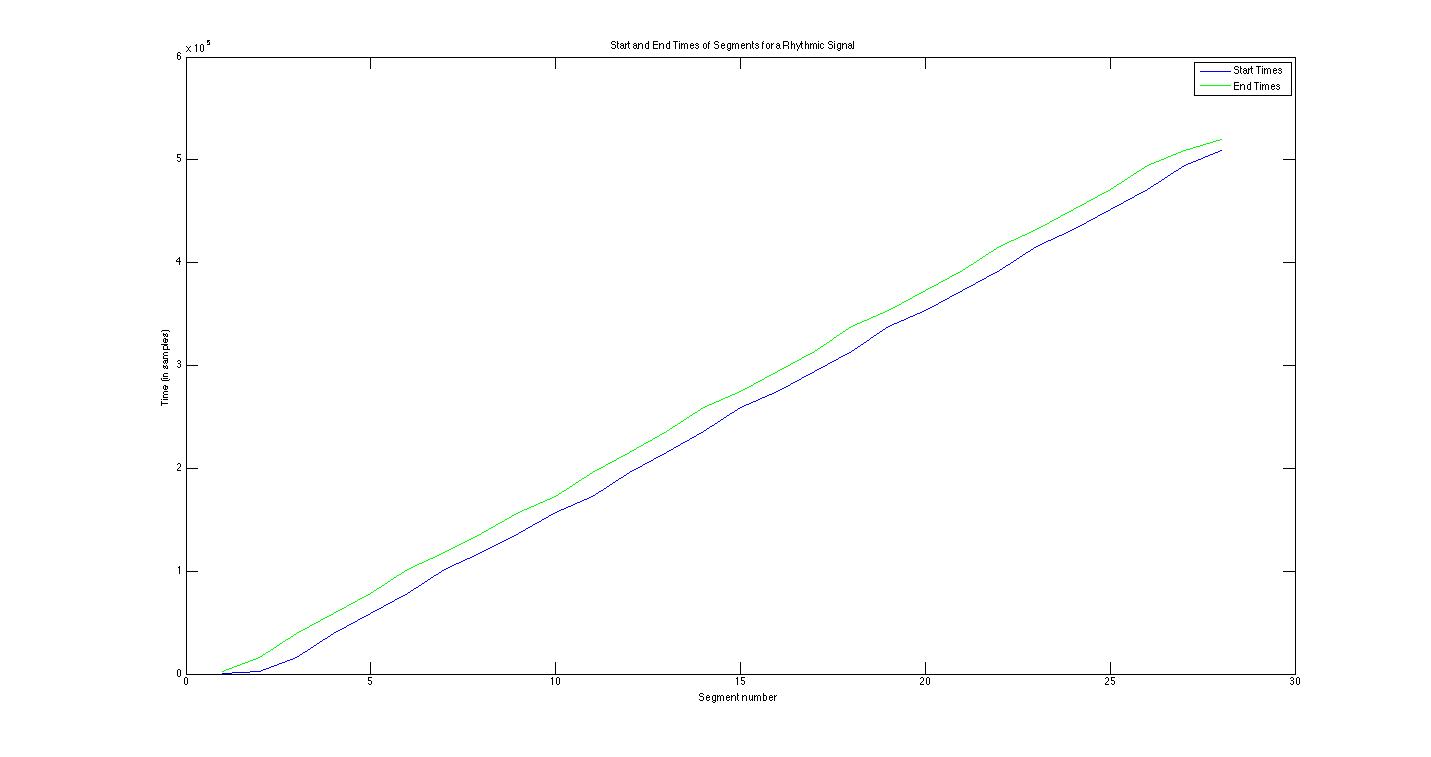 Start and End Times of Segments for a Rhythmic Signal
x 10^5
Start Times
End Times
6
5
4
3
2
1
0
Time (in samples)
0 5 10 15 20 25 30
Segment number